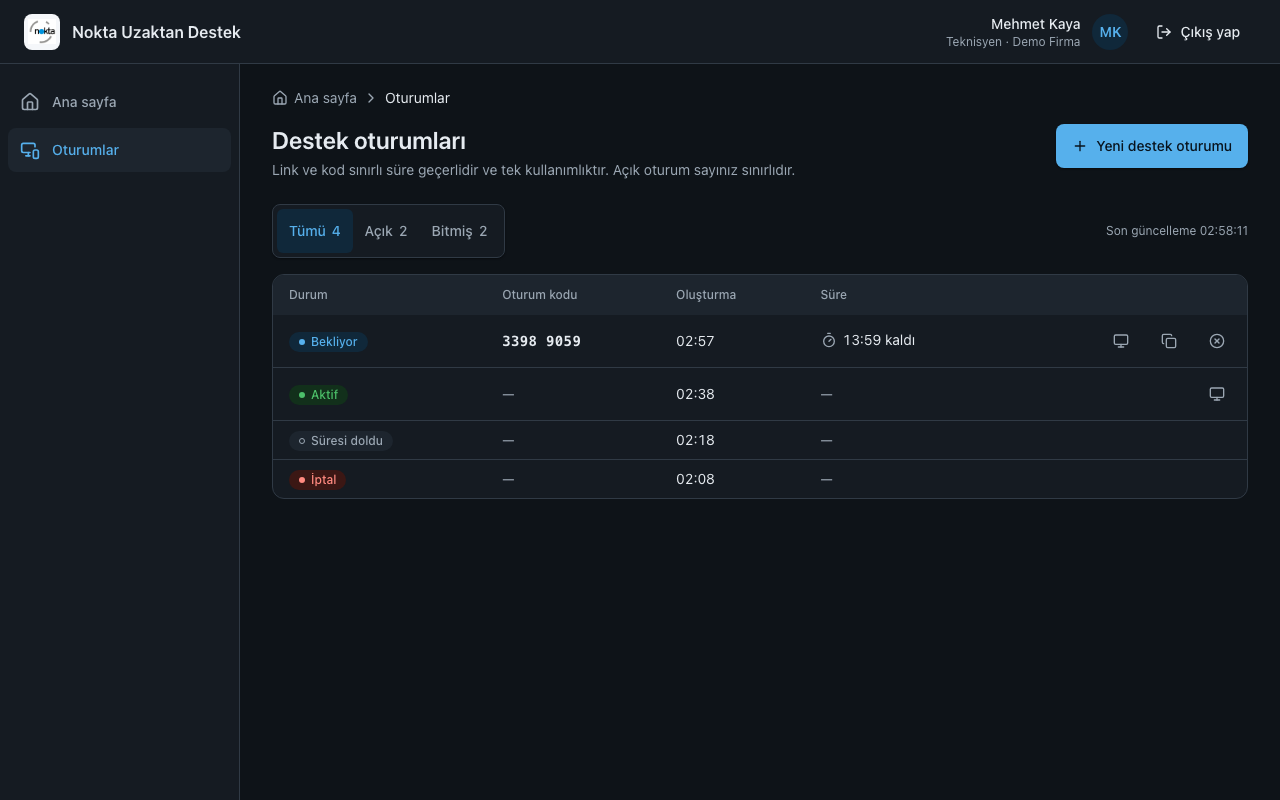 nokta
Nokta Uzaktan Destek
Mehmet Kaya
Teknisyen · Demo Firma
MK
Çıkış yap
Ana sayfa
Oturumlar
Ana sayfa > Oturumlar
Destek oturumları
Link ve kod sınırlı süre geçerlidir ve tek kullanımlıktır. Açık oturum sayınız sınırlıdır.
+ Yeni destek oturumu
Tümü 4 Açık 2 Bitmiş 2
Son güncelleme 02:58:11
Durum Oturum kodu Oluşturma Süre
Bekliyor 3398 9059 02:57 13:59 kaldı
Aktif — 02:38 —
Süresi doldu — 02:18 —
İptal — 02:08 —